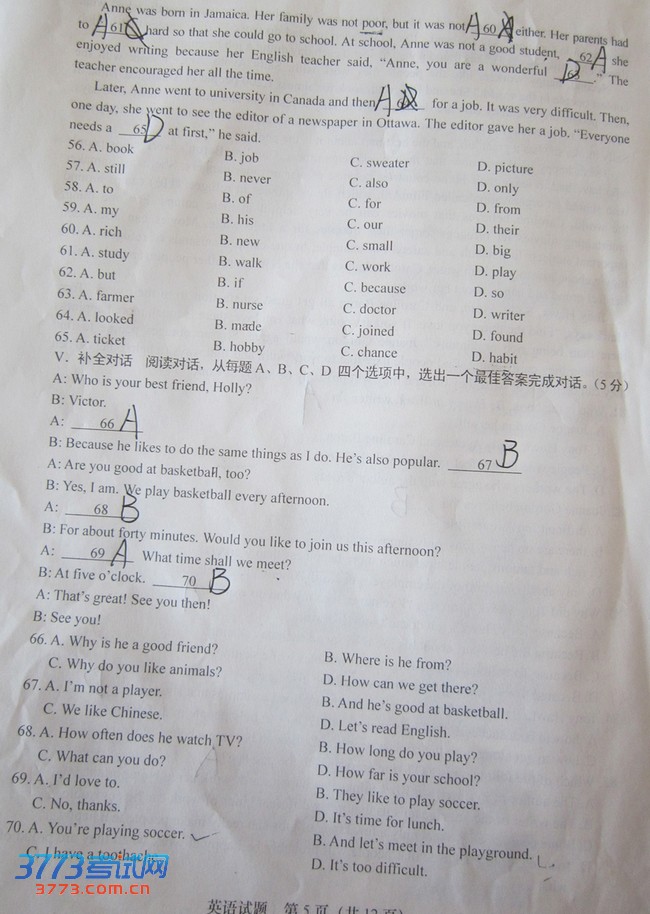 Anne was born in Jamaica. Her family was not poor, but it was not A 60 either. Her parents had
to A 61 hard so that she could go to school. At school, Anne was not a good student, 62 A she
enjoyed writing because her English teacher said, “Anne, you are a wonderful D.” The
teacher encouraged her all the time.
Later, Anne went to university in Canada and then A for a job. It was very difficult. Then,
one day, she went to see the editor of a newspaper in Ottawa. The editor gave her a job. “Everyone
needs a 65 D at first,” he said.
56. A. book B. job C. sweater D. picture
57. A. still B. never C. also D. only
58. A. to B. of C. for D. from
59. A. my B. his C. our D. their
60. A. rich B. new C. small D. big
61. A. study B. walk C. work D. play
62. A. but B. if C. because D. so
63. A. farmer B. nurse C. doctor D. writer
64. A. looked B. made C. joined D. found
65. A. ticket B. hobby C. chance D. habit
V. 补全对话 阅读对话，从每题 A、B、C、D 四个选项中，选出一个最佳答案完成对话。（5 分）
A: Who is your best friend, Holly?
B: Victor.
A: 66 A
B: Because he likes to do the same things as I do. He’s also popular. 67 B
A: Are you good at basketball, too?
B: Yes, I am. We play basketball every afternoon.
A: 68 B
B: For about forty minutes. Would you like to join us this afternoon?
A: 69 A What time shall we meet?
B: At five o’clock. 70 B
A: That’s great! See you then!
B: See you!
66. A. Why is he a good friend? B. Where is he from?
C. Why do you like animals? D. How can we get there?
67. A. I’m not a player. B. And he’s good at basketball.
C. We like Chinese. D. Let’s read English.
68. A. How often does he watch TV? B. How long do you play?
C. What can you do? D. How far is your school?
69. A. I’d love to. B. They like to play soccer.
C. No, thanks. D. It’s time for lunch.
70. A. You’re playing soccer. B. And let’s meet in the playground.
C. I have a toothache. D. It’s too difficult.
3773考试网
3773.com.cn
英语试题 第 5 页（共 12 页）